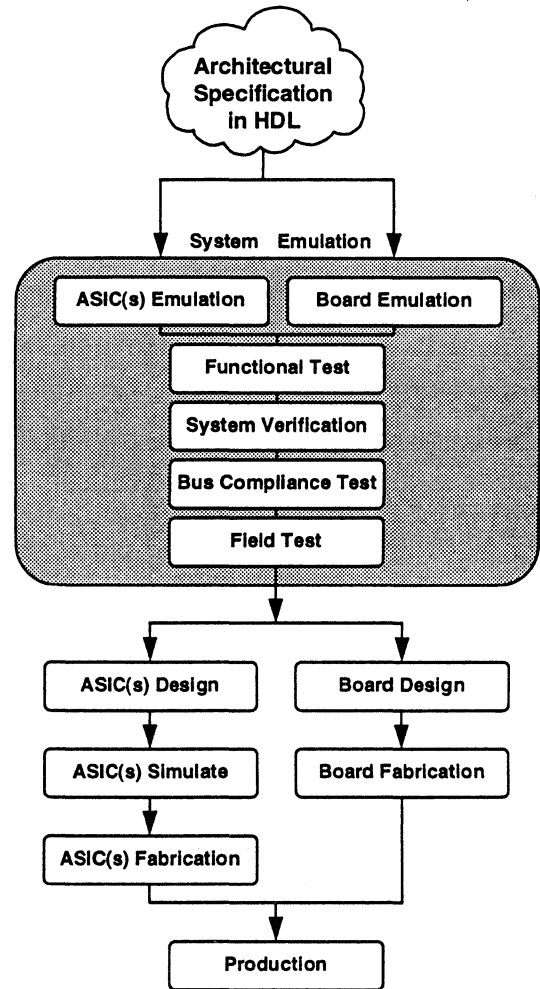 Architectural
Specification
in HDL
System Emulation
ASIC(s) Emulation
Board Emulation
Functional Test
System Verification
Bus Compliance Test
Field Test
ASIC(s) Design
Board Design
ASIC(s) Simulate
Board Fabrication
ASIC(s) Fabrication
Production